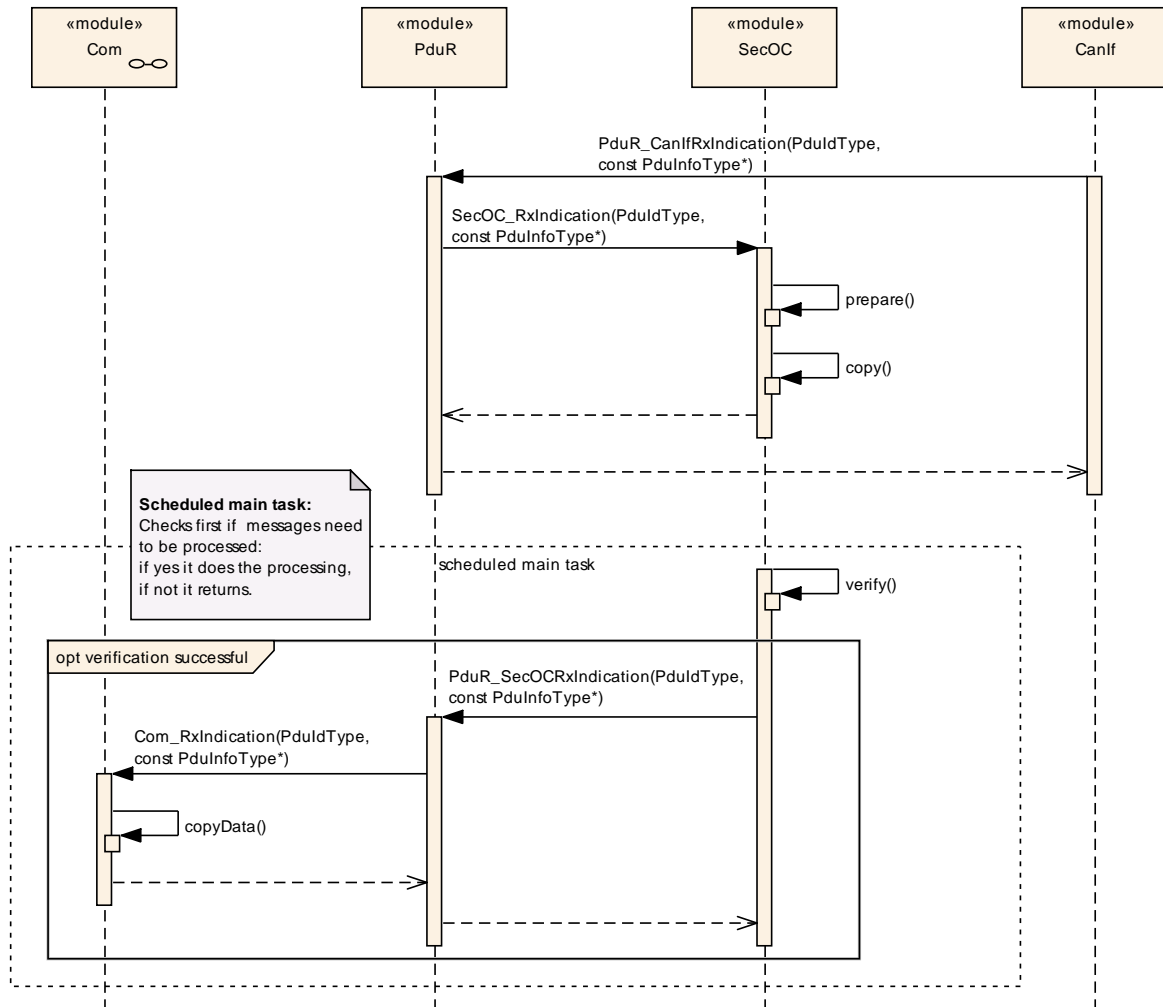 «module»
Com
«module»
PduR
«module»
SecOC
«module»
CanIf
PduR_CanIfRxIndication(PduIdType,
const PduInfoType*)
SecOC_RxIndication(PduIdType,
const PduInfoType*)
prepare()
copy()
Scheduled main task:
Checks first if messages need
to be processed:
if yes it does the processing,
if not it returns.
scheduled main task
verify()
opt verification successful
PduR_SecOCRxIndication(PduIdType,
const PduInfoType*)
Com_RxIndication(PduIdType,
const PduInfoType*)
copyData()